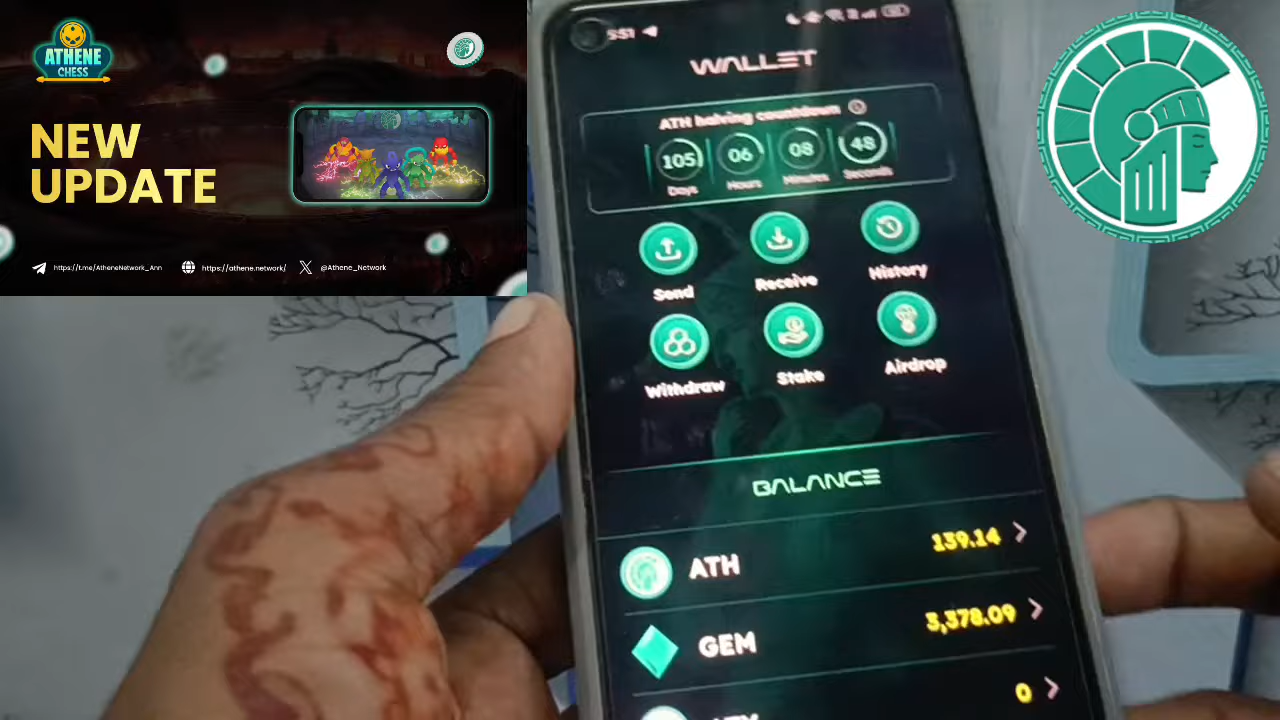 ATHENE
CHESS
NEW
UPDATE
https://t.me/AtheneNetwork_Ann
https://athene.network/
@Athene_Network
WALLET
ATH halving countdown
105
06
08
48
Days
Hours
Minutes
Seconds
Send
Receive
History
Withdraw
Stake
Airdrop
BALANCE
ATH
139.14
GEM
3,378.09
0